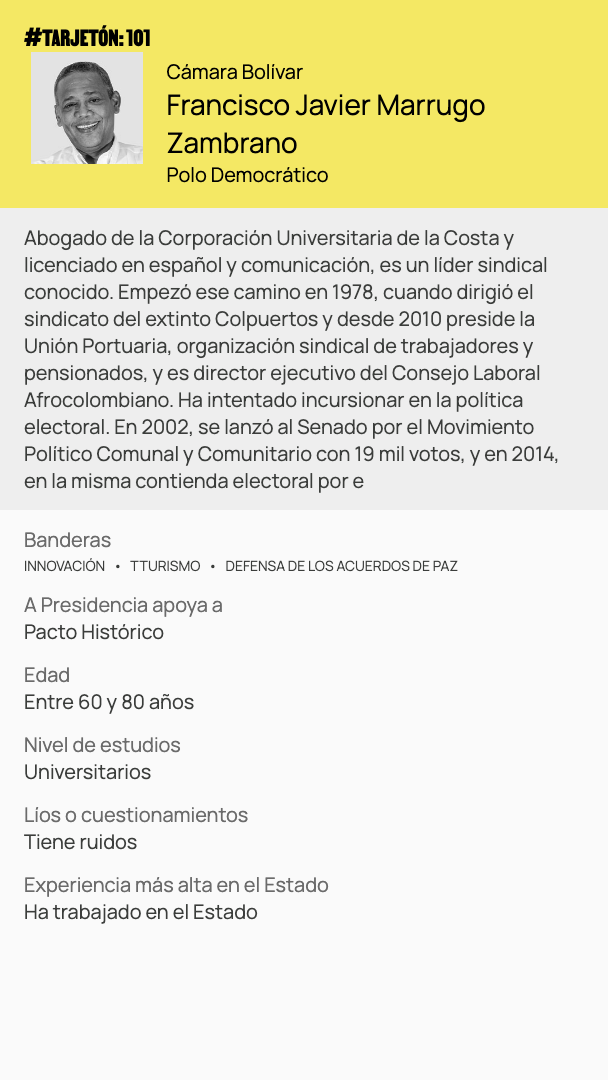 #TARJETÓN: 101
Cámara Bolívar
Francisco Javier Marrugo
Zambrano
Polo Democrático
Abogado de la Corporación Universitaria de la Costa y
licenciado en español y comunicación, es un líder sindical
conocido. Empezó ese camino en 1978, cuando dirigió el
sindicato del extinto Colpuertos y desde 2010 preside la
Unión Portuaria, organización sindical de trabajadores y
pensionados, y es director ejecutivo del Consejo Laboral
Afrocolombiano. Ha intentado incursionar en la política
electoral. En 2002, se lanzó al Senado por el Movimiento
Político Comunal y Comunitario con 19 mil votos, y en 2014,
en la misma contienda electoral por e
Banderas
INNOVACIÓN • TTURISMO • DEFENSA DE LOS ACUERDOS DE PAZ
A Presidencia apoya a
Pacto Histórico
Edad
Entre 60 y 80 años
Nivel de estudios
Universitarios
Líos o cuestionamientos
Tiene ruidos
Experiencia más alta en el Estado
Ha trabajado en el Estado